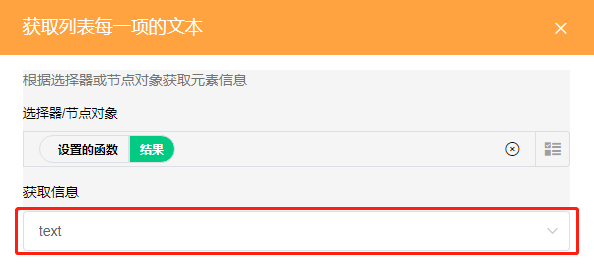 获取列表每一项的文本
根据选择器或节点对象获取元素信息
选择器/节点对象
设置的函数 结果
获取信息
text